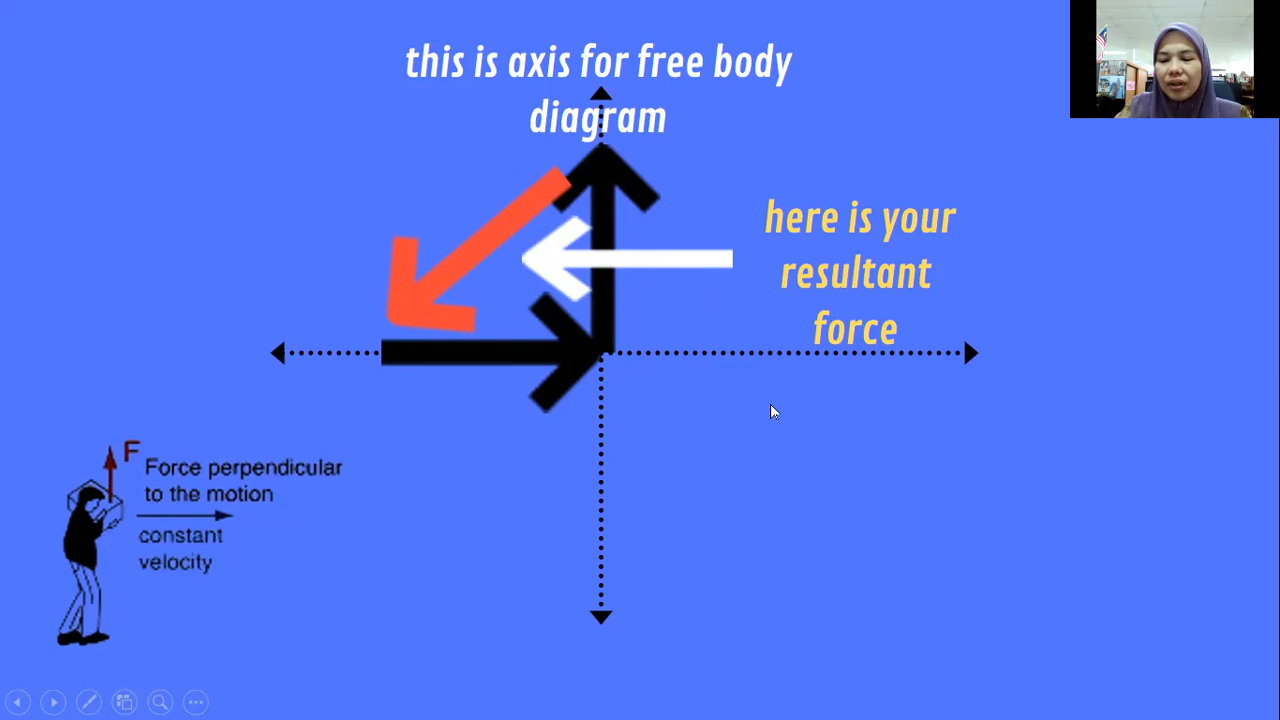 this is axis for free body
diagram
here is your
resultant
force
F
Force perpendicular
to the motion
constant
velocity